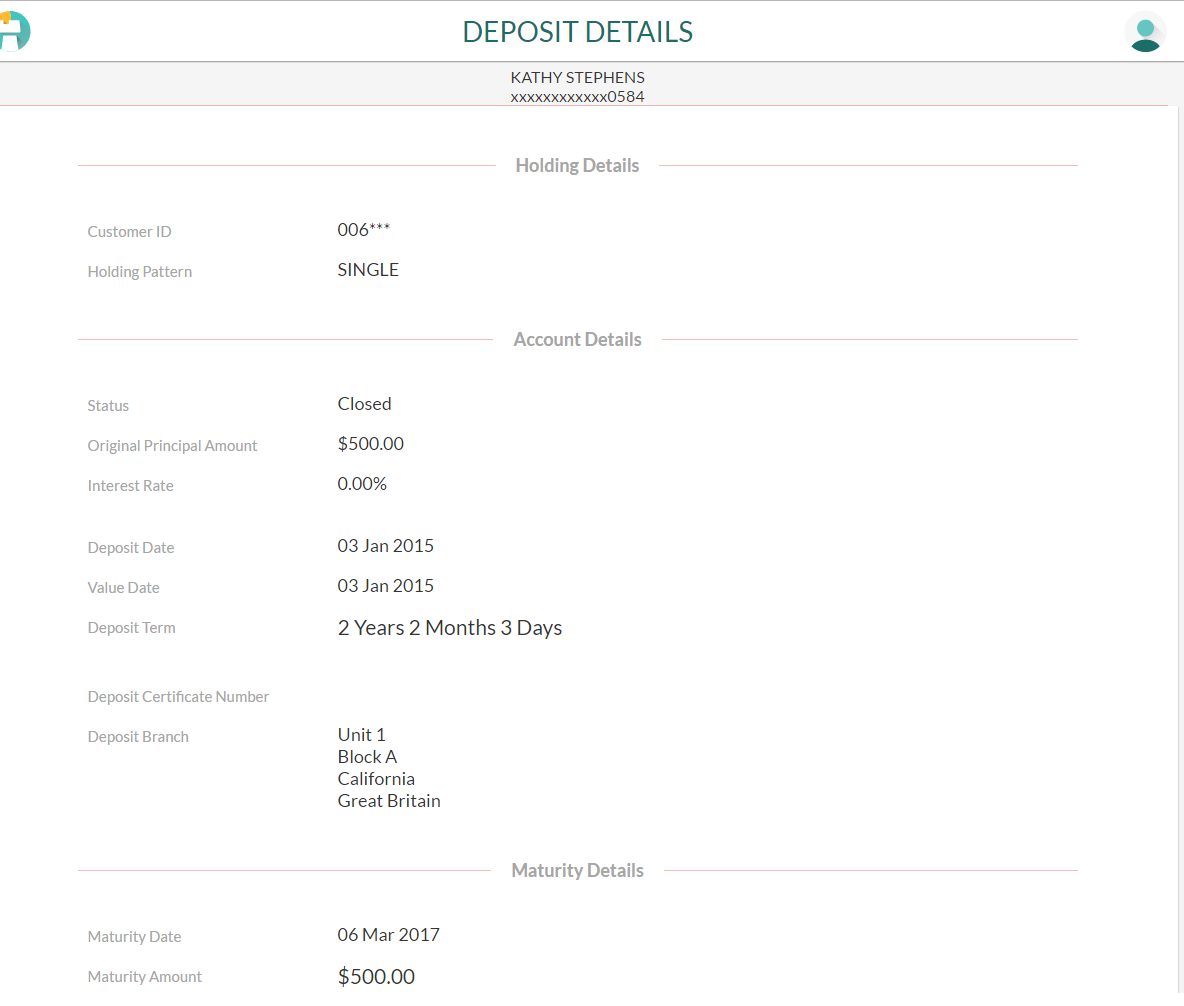 DEPOSIT DETAILS
KATHY STEPHENS
xxxxxxxxxxxx0584
Holding Details
Customer ID 006***
Holding Pattern SINGLE
Account Details
Status Closed
Original Principal Amount $500.00
Interest Rate 0.00%
Deposit Date 03 Jan 2015
Value Date 03 Jan 2015
Deposit Term 2 Years 2 Months 3 Days
Deposit Certificate Number
Deposit Branch Unit 1
Block A
California
Great Britain
Maturity Details
Maturity Date 06 Mar 2017
Maturity Amount $500.00